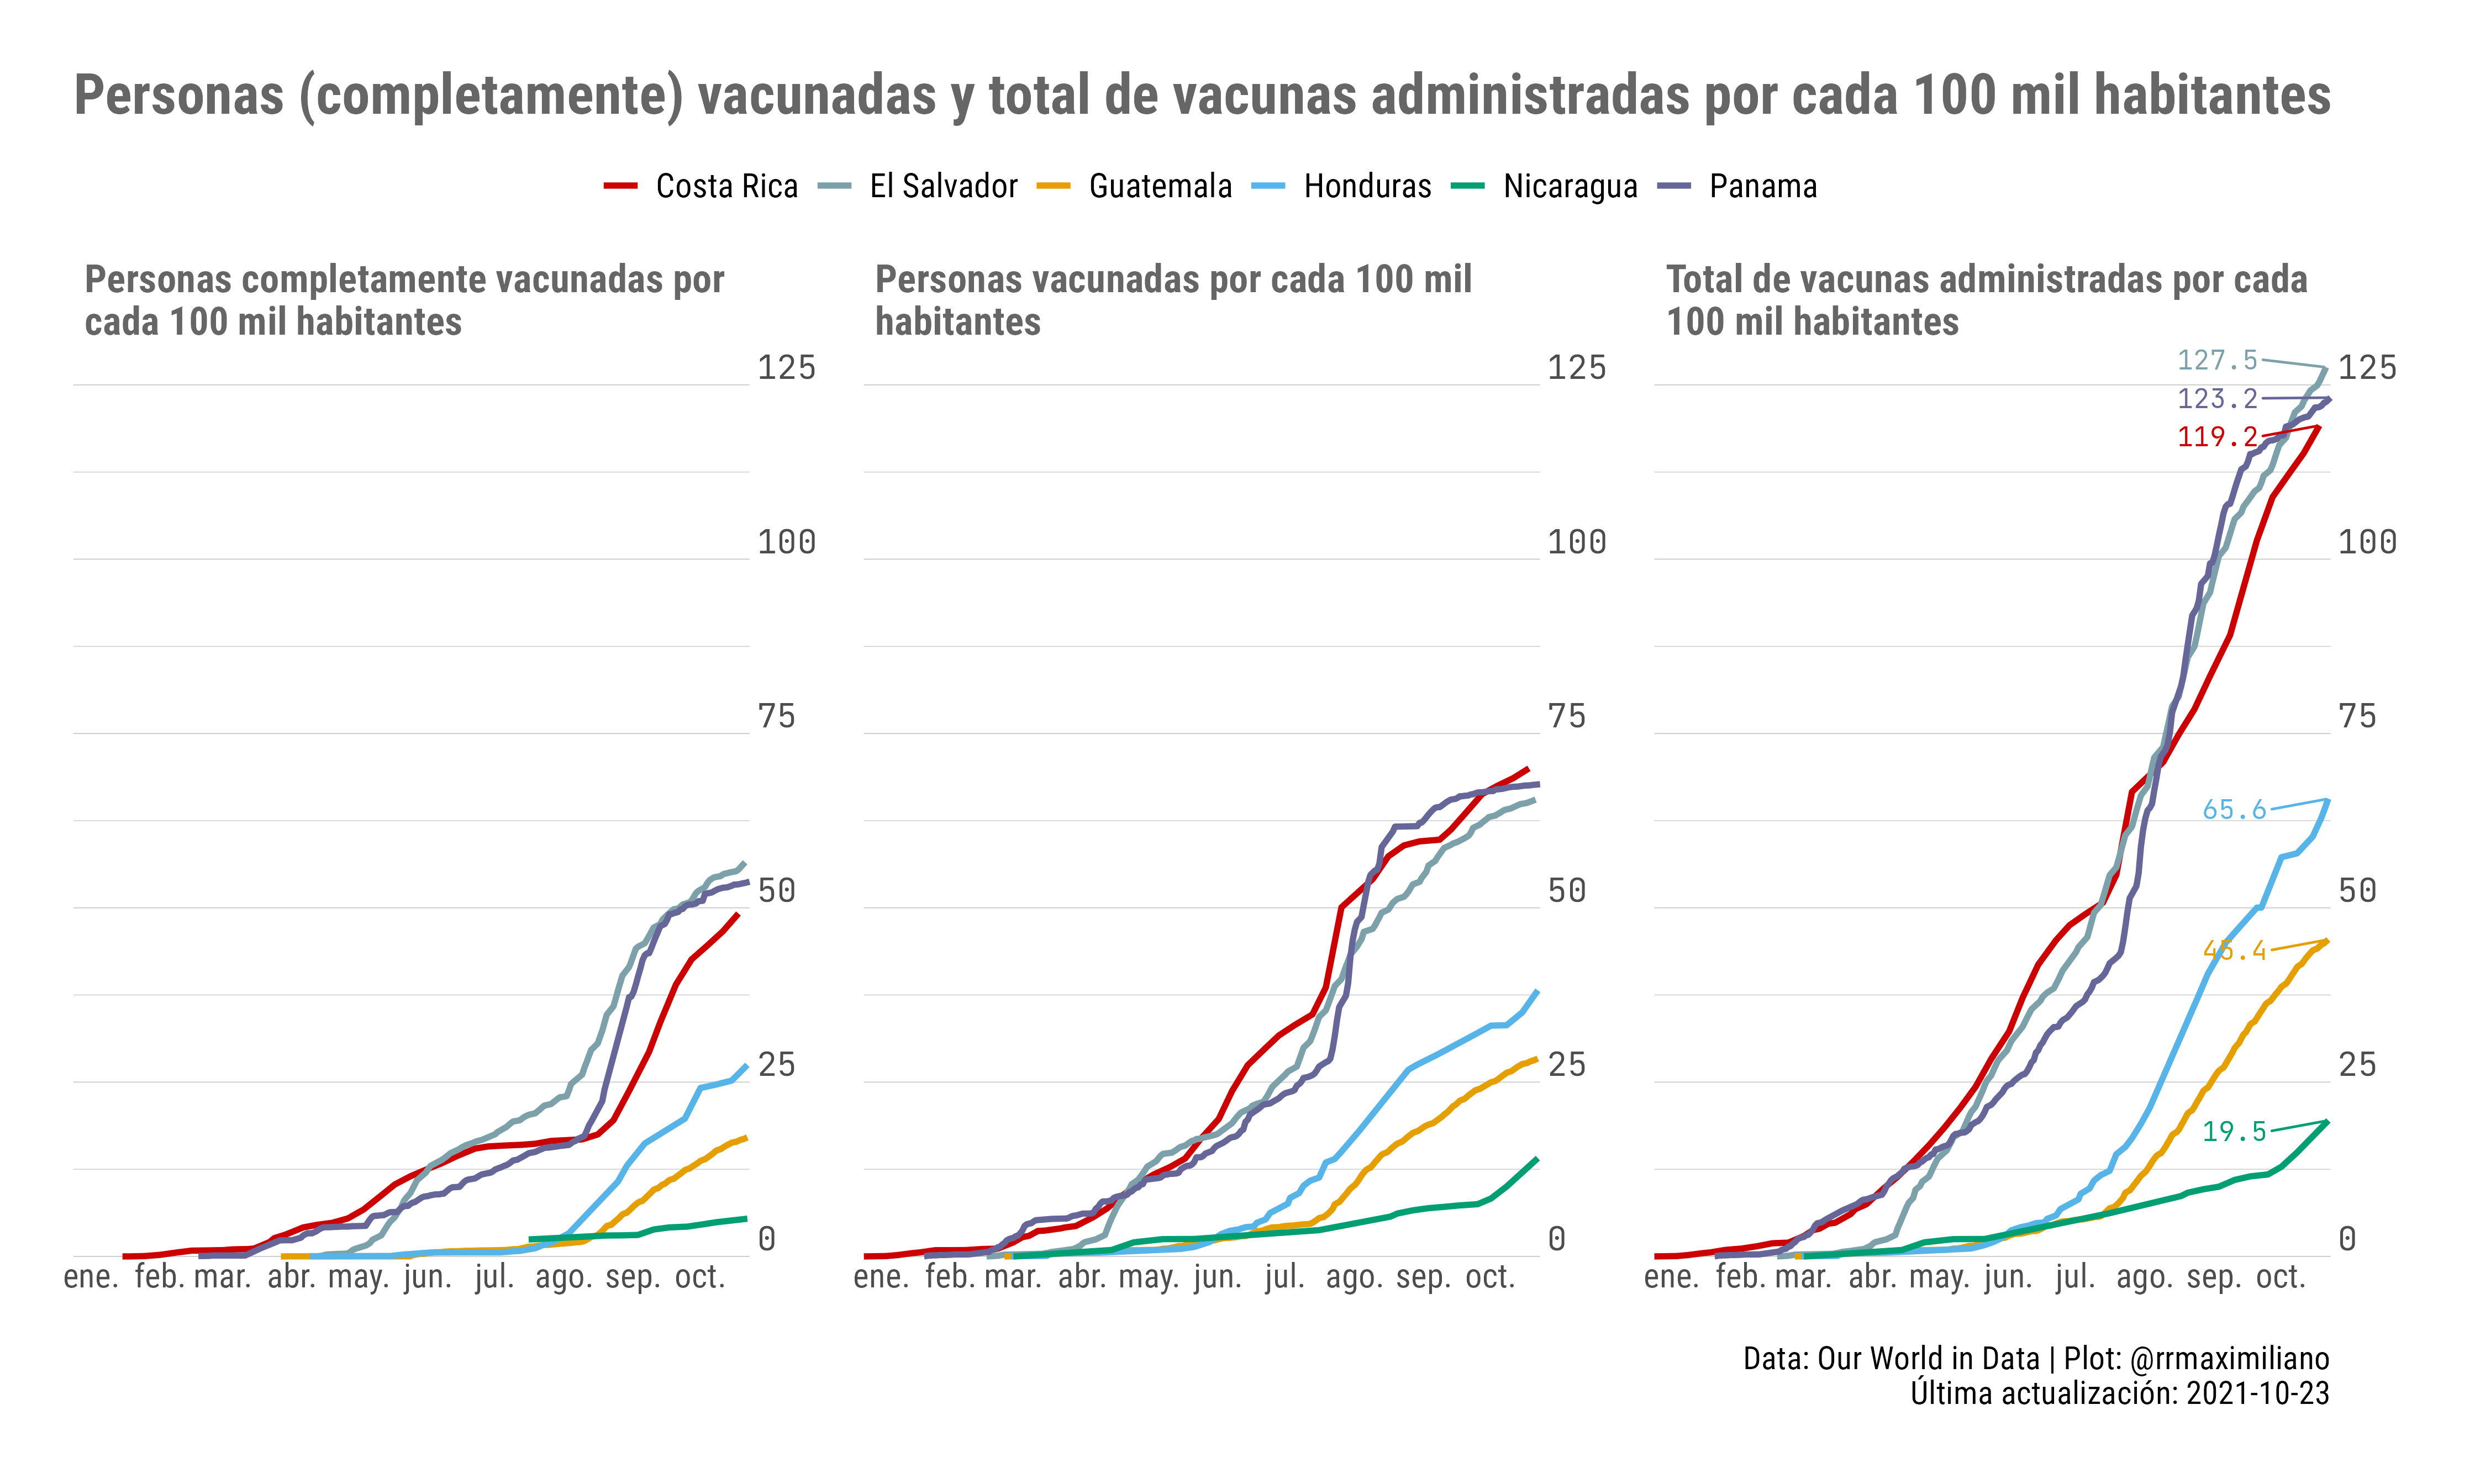 Personas (completamente) vacunadas y total de vacunas administradas por cada 100 mil habitantes
Costa Rica El Salvador Guatemala Honduras Nicaragua Panama
Personas completamente vacunadas por
cada 100 mil habitantes
125
100
75
50
25
0
ene. feb. mar. abr. may. jun. jul. ago. sep. oct.
Personas vacunadas por cada 100 mil
habitantes
125
100
75
50
25
0
ene. feb. mar. abr. may. jun. jul. ago. sep. oct.
Total de vacunas administradas por cada
100 mil habitantes
127.5
123.2
119.2
65.6
45.4
19.5
125
100
75
50
25
0
ene. feb. mar. abr. may. jun. jul. ago. sep. oct.
Data: Our World in Data | Plot: @rrmaximiliano
Última actualización: 2021-10-23